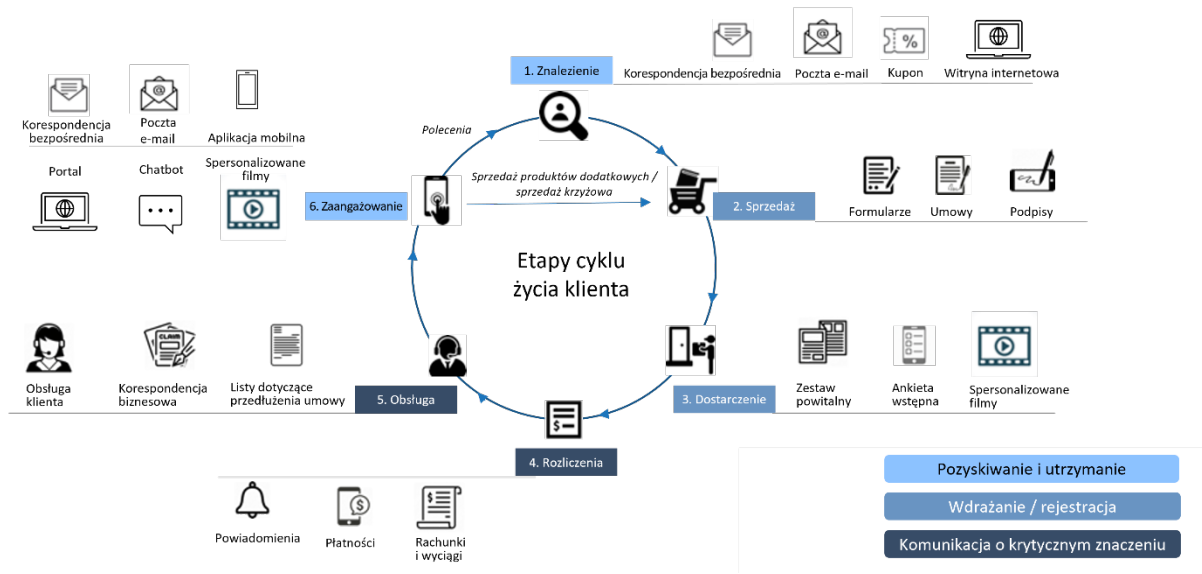 1. Znalezienie
Korespondencja bezpośrednia
Poczta e-mail
Kupon
Witryna internetowa
Korespondencja
bezpośrednia
Poczta
e-mail
Aplikacja mobilna
Portal
Chatbot
Spersonalizowane
filmy
6. Zaangażowanie
Polecenia
Sprzedaż produktów dodatkowych /
sprzedaż krzyżowa
2. Sprzedaż
Formularze
Umowy
Podpisy
Etapy cyklu
życia klienta
Obsługa
klienta
CLAIM
Korespondencja
biznesowa
Listy dotyczące
przedłużenia umowy
5. Obsługa
3. Dostarczenie
Zestaw
powitalny
Ankieta
wstępna
Spersonalizowane
filmy
4. Rozliczenia
Powiadomienia
Płatności
Rachunki
i wyciągi
Pozyskiwanie i utrzymanie
Wdrażanie / rejestracja
Komunikacja o krytycznym znaczeniu